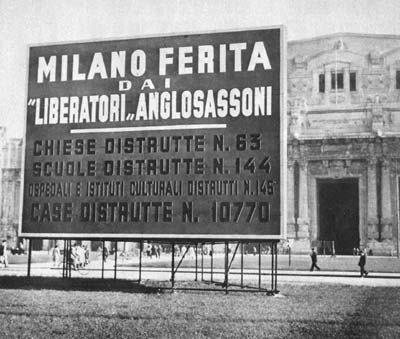 MILANO FERITA
DAI
"LIBERATORI„ ANGLOSASSONI
CHIESE DISTRUTTE N. 63
SCUOLE DISTRUTTE N. 144
OSPEDALI E ISTITUTI CULTURALI DISTRUTTI N. 145
CASE DISTRUTTE N. 10770